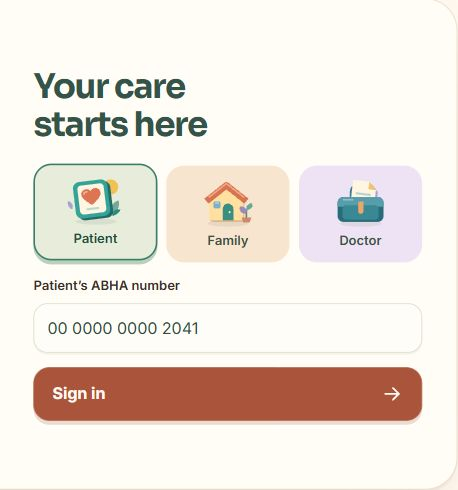 Your care
starts here
Patient
Family
Doctor
Patient's ABHA number
00 0000 0000 2041
Sign in